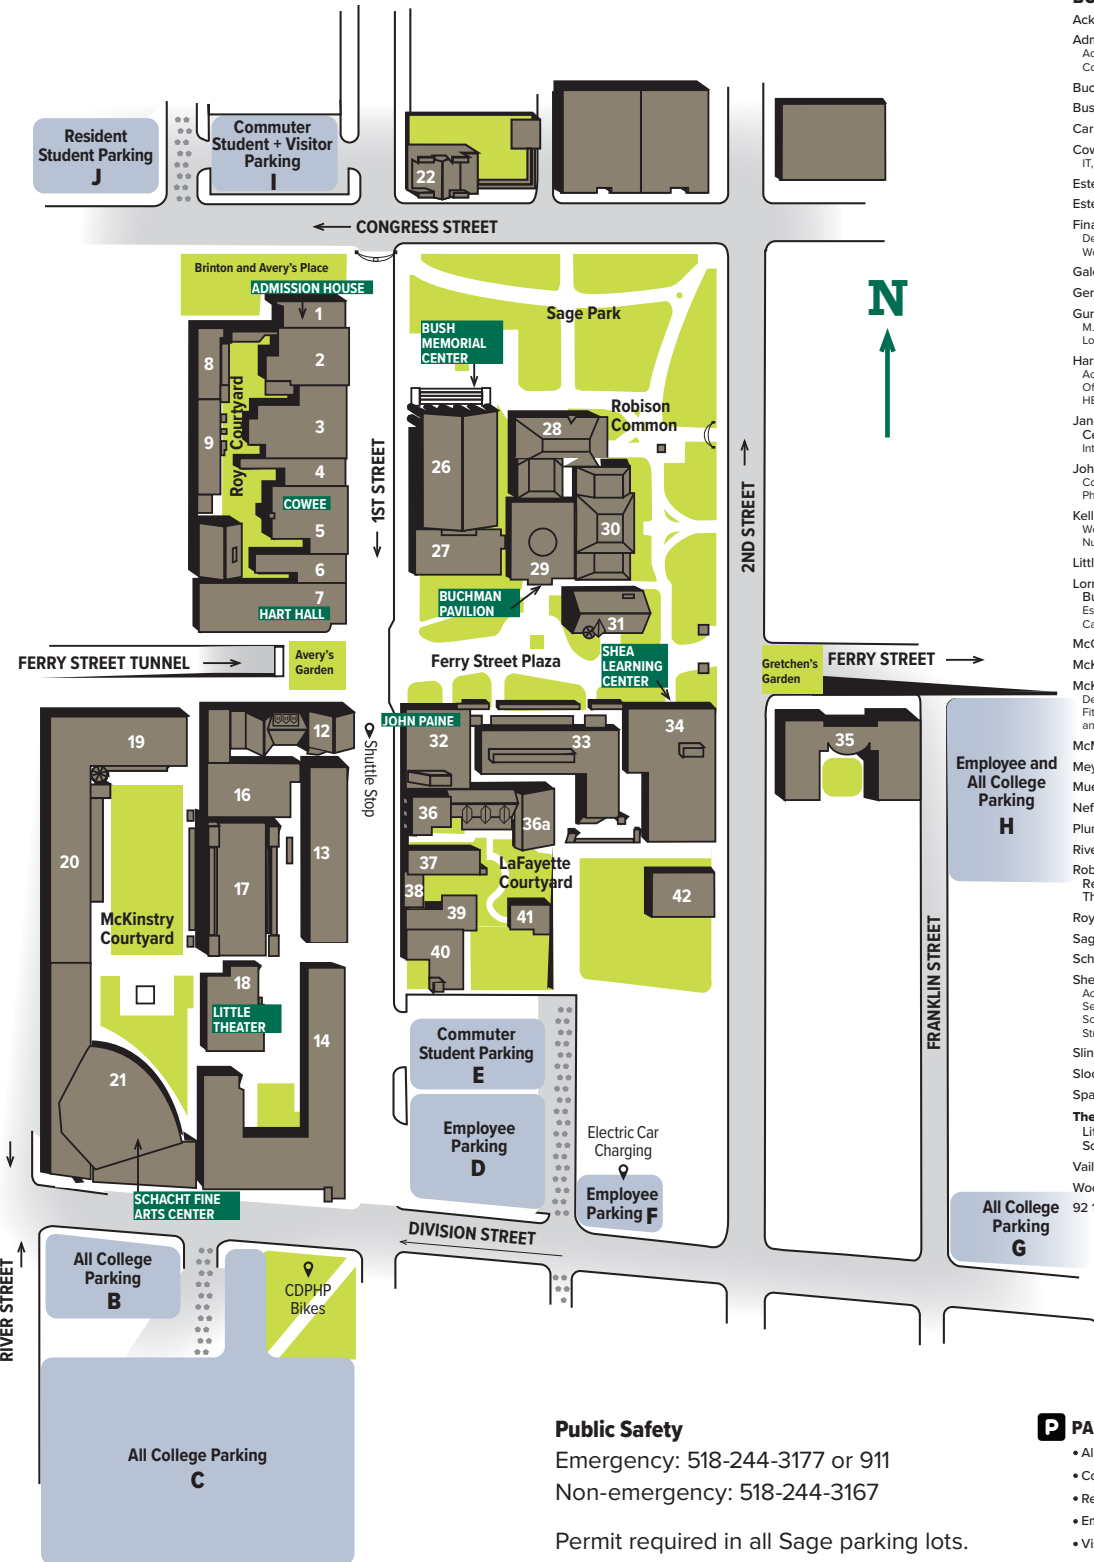 Resident
Student Parking
J
Commuter
Student + Visitor
Parking
I
22
CONGRESS STREET
Brinton and Avery's Place
ADMISSION HOUSE
1
2
3
4
COWEE
5
6
7
HART HALL
8
9
Roy Courtyard
1ST STREET
Sage Park
BUSH
MEMORIAL
CENTER
Robison
Common
26
27
28
29
30
31
BUCHMAN
PAVILION
2ND STREET
N
FERRY STREET TUNNEL
Avery's
Garden
Ferry Street Plaza
SHEA
LEARNING
CENTER
Gretchen's
Garden
FERRY STREET
19
12
JOHN PAINE
32
33
34
35
Shuttle Stop
16
13
17
20
36
36a
37
38
39
40
41
42
LaFayette
Courtyard
McKinstry
Courtyard
18
LITTLE
THEATER
14
21
SCHACHT FINE
ARTS CENTER
Employee and
All College
Parking
H
FRANKLIN STREET
Commuter
Student Parking
E
Employee
Parking
D
Electric Car
Charging
Employee
Parking F
All College
Parking
G
DIVISION STREET
RIVER STREET
All College
Parking
B
CDPHP
Bikes
All College Parking
C
Public Safety
Emergency: 518-244-3177 or 911
Non-emergency: 518-244-3167
Permit required in all Sage parking lots.
P